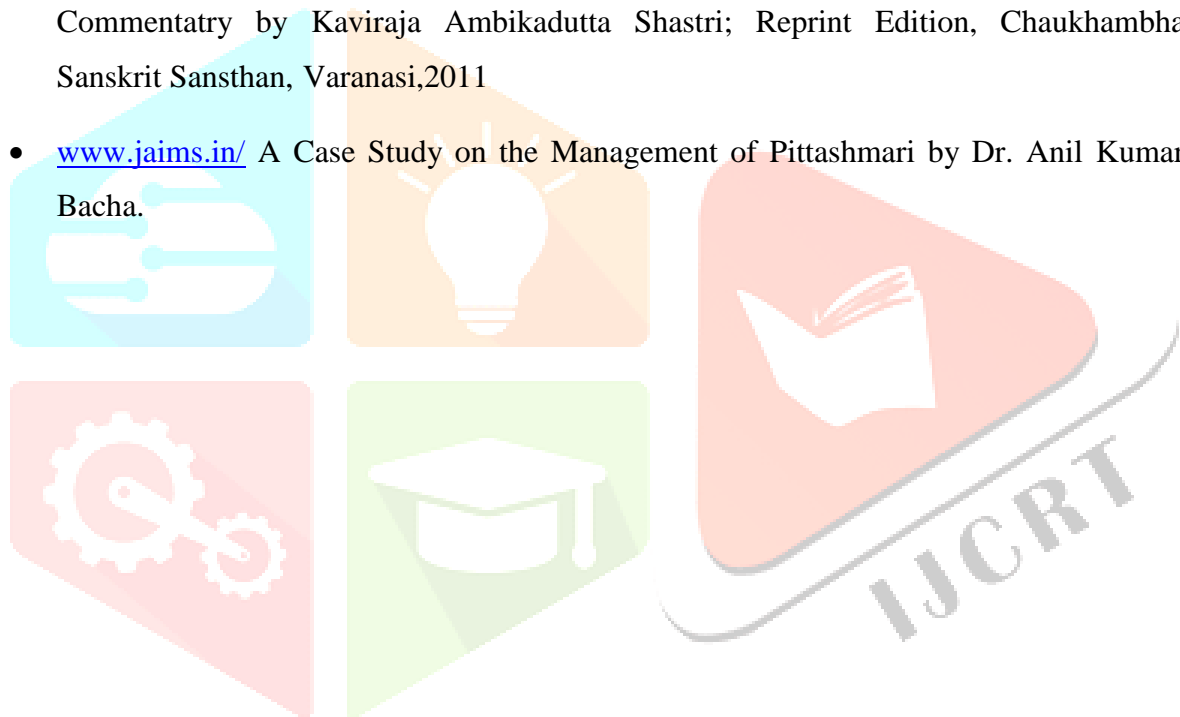 Commentatry by Kaviraja Ambikadutta Shastri; Reprint Edition, Chaukhambha
Sanskrit Sansthan, Varanasi,2011
• www.jaims.in/ A Case Study on the Management of Pittashmari by Dr. Anil Kumar
Bacha.
IJCRT